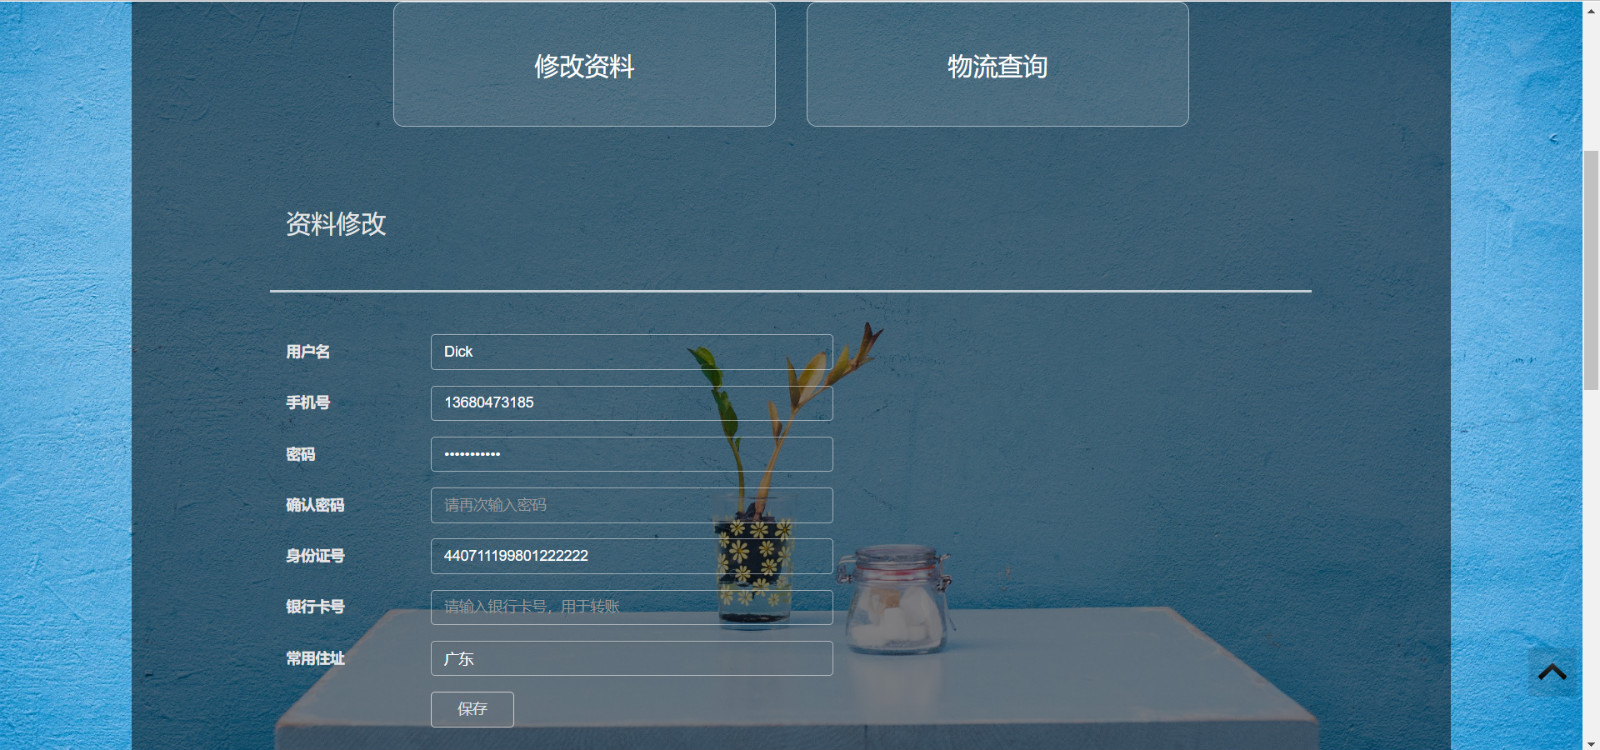 修改资料
物流查询
资料修改
用户名
Dick
手机号
13680473185
密码
•••••••••••
确认密码
请再次输入密码
身份证号
440711199801222222
银行卡号
请输入银行卡号，用于转账
常用住址
广东
保存